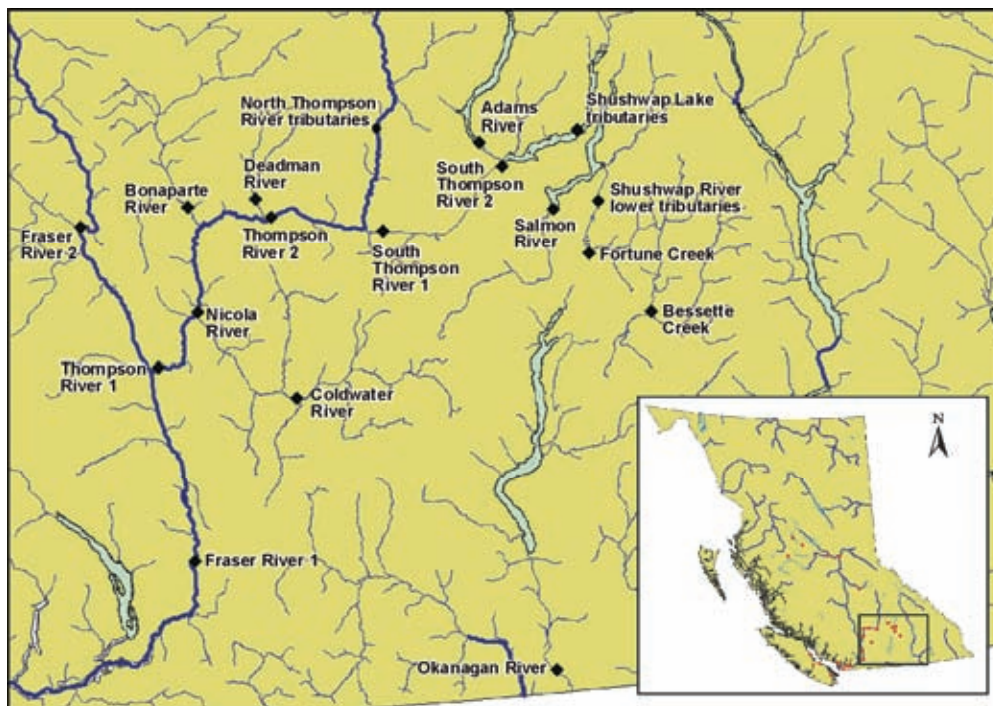 North Thompson
River tributaries
Adams
River
Shushwap Lake
tributaries
Deadman
River
Bonaparte
River
South
Thompson
River 2
Shushwap River
lower tributaries
Fraser
River 2
Thompson
River 2
South
Thompson
River 1
Salmon
River
Fortune Creek
Nicola
River
Bessette
Creek
Thompson
River 1
Coldwater
River
N
Fraser River 1
Okanagan River